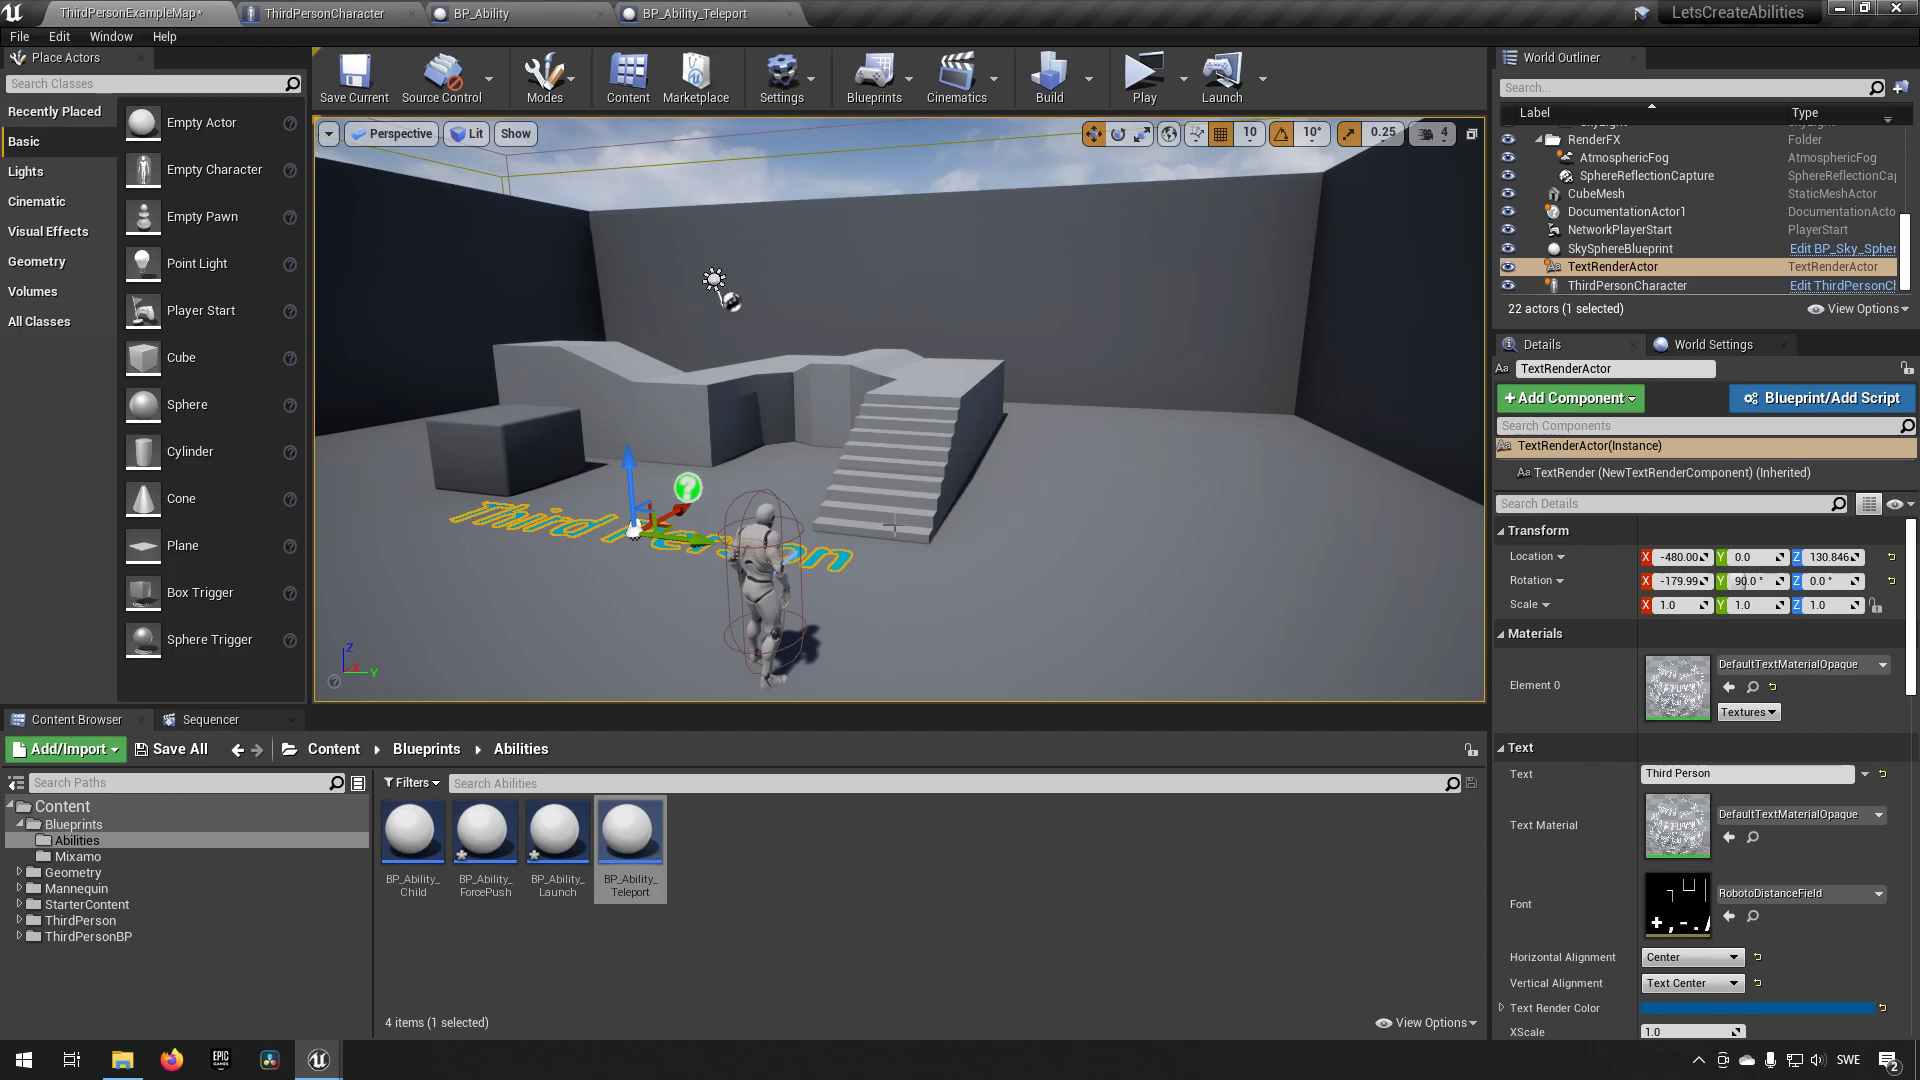 ThirdPersonExampleMap*
ThirdPersonCharacter
BP_Ability
BP_Ability_Teleport
LetsCreateAbilities
File
Edit
Window
Help
Place Actors
Search Classes
Recently Placed
Basic
Lights
Cinematic
Visual Effects
Geometry
Volumes
All Classes
Empty Actor
Empty Character
Empty Pawn
Point Light
Player Start
Cube
Sphere
Cylinder
Cone
Plane
Box Trigger
Sphere Trigger
Save Current
Source Control
Modes
Content
Marketplace
Settings
Blueprints
Cinematics
Build
Play
Launch
Perspective
Lit
Show
10
10°
0.25
4
Third Person
Z
X
Y
World Outliner
Search...
Label
Type
RenderFX
Folder
AtmosphericFog
AtmosphericFog
SphereReflectionCapture
SphereReflectionCap
CubeMesh
StaticMeshActor
DocumentationActor1
DocumentationActo
NetworkPlayerStart
PlayerStart
SkySphereBlueprint
Edit BP_Sky_Spher
TextRenderActor
TextRenderActor
ThirdPersonCharacter
Edit ThirdPersonCl
22 actors (1 selected)
View Options
Details
World Settings
TextRenderActor
+Add Component
Blueprint/Add Script
Search Components
TextRenderActor(Instance)
TextRender (NewTextRenderComponent) (Inherited)
Search Details
Transform
Location
X -480.00
Y 0.0
Z 130.846
Rotation
X -179.99
Y 90.0 °
Z 0.0 °
Scale
X 1.0
Y 1.0
Z 1.0
Materials
Element 0
DefaultTextMaterialOpaque
Textures
Text
Text
Third Person
Text Material
DefaultTextMaterialOpaque
Font
+,-./
RobotoDistanceField
Horizontal Alignment
Center
Vertical Alignment
Text Center
Text Render Color
XScale
1.0
Content Browser
Sequencer
Add/Import
Save All
Content
Blueprints
Abilities
Search Paths
Filters
Search Abilities
Content
Blueprints
Abilities
Mixamo
Geometry
Mannequin
StarterContent
ThirdPerson
ThirdPersonBP
BP_Ability_
Child
BP_Ability_
ForcePush
BP_Ability_
Launch
BP_Ability_
Teleport
4 items (1 selected)
View Options
EPIC
GAMES
SWE
2